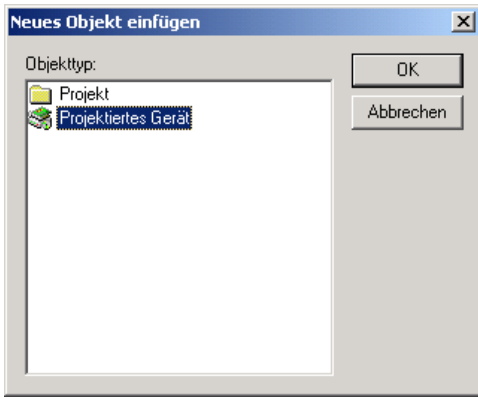 Neues Objekt einfügen
Objekttyp:
Projekt
Projektiertes Gerät
OK
Abbrechen